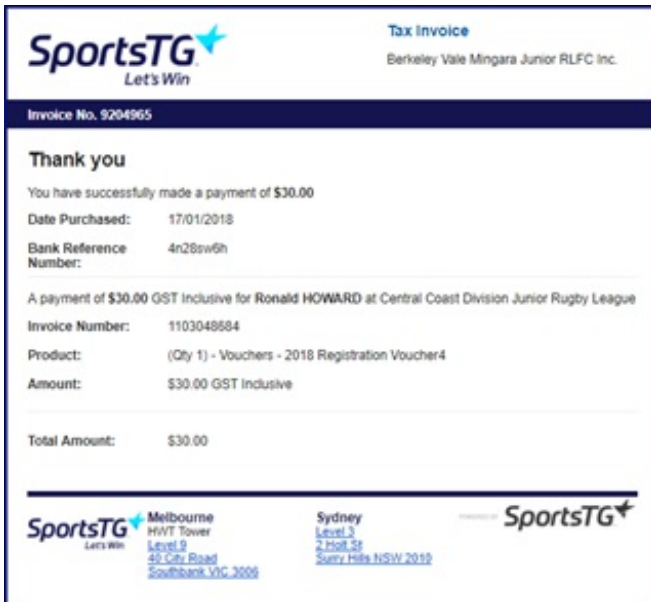 SportsTG
Let's Win
Tax Invoice
Berkeley Vale Mingara Junior RLFC Inc.
Invoice No. 9204965
Thank you
You have successfully made a payment of $30.00
Date Purchased: 17/01/2018
Bank Reference Number: 4n28sw6h
A payment of $30.00 GST Inclusive for Ronald HOWARD at Central Coast Division Junior Rugby League
Invoice Number: 1103048684
Product: (Qty 1) - Vouchers - 2018 Registration Voucher4
Amount: $30.00 GST Inclusive
Total Amount: $30.00
SportsTG
Let's Win
Melbourne
HWT Tower
Level 9
40 City Road
Southbank VIC 3006
Sydney
Level 3
2 Holt St
Surry Hills NSW 2010
SportsTG